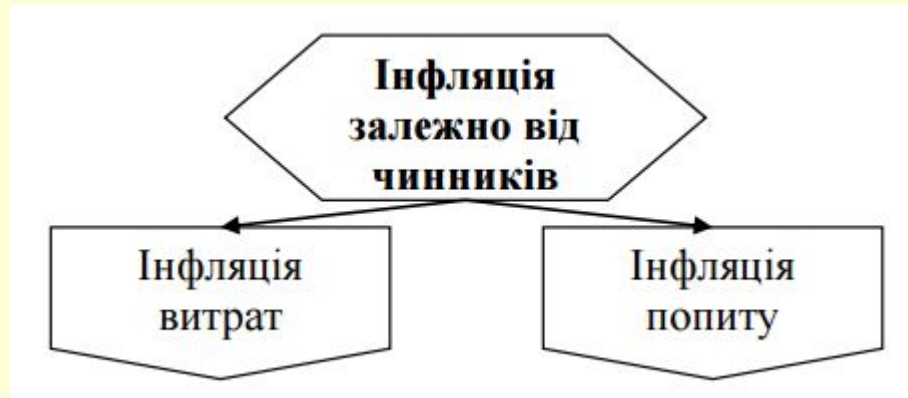 Інфляція
залежно від
чинників
Інфляція
витрат
Інфляція
попиту